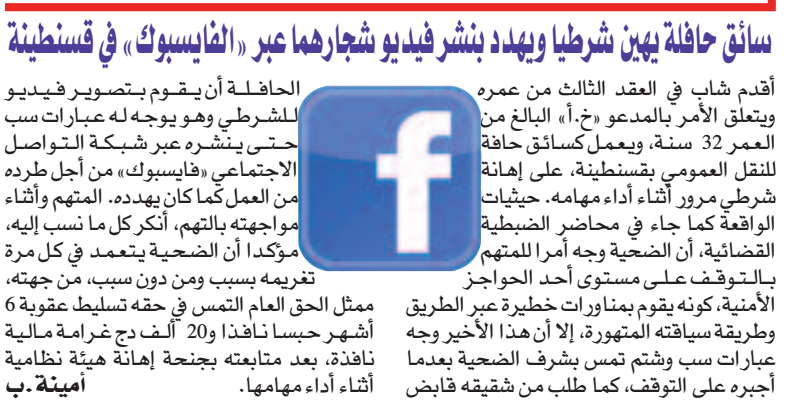 سائق حافلة يهين شرطيا ويهدد بنشر فيديو شجارهما عبر «الفايسبوك» في قسنطينة
أقدم شاب في العقد الثالث من عمره
ويتعلق الأمر بالمدعو «خ.أ» البالغ من
العمر 32 سنة، ويعمل كسائق حافة
للنقل العمومي بقسنطينة، على إهانة
شرطي مرور أثناء أداء مهامه. حيثيات
الواقعة كما جاء في محاضر الضبطية
القضائية، أن الضحية وجه أمرا للمتهم
بالتوقف على مستوى أحد الحواجز
الأمنية، كونه يقوم بمناورات خطيرة عبر الطريق
وطريقة سياقته المتهورة، إلا أن هذا الأخير وجه
عبارات سب وشتم تمس بشرف الضحية بعدما
أجبره على التوقف، كما طلب من شقيقه قابض
الحافلة أن يقوم بتصوير فيديو
للشرطي وهو يوجه له عبارات سب
حتى ينشره عبر شبكة التواصل
الاجتماعي «فايسبوك» من أجل طرده
من العمل كما كان يهدده. المتهم وأثناء
مواجهته بالتهم، أنكر كل ما نسب إليه،
مؤكدا أن الضحية يتعمد في كل مرة
تغريمه بسبب ومن دون سبب، من جهته،
ممثل الحق العام التمس في حقه تسليط عقوبة 6
أشهر حبسا نافذا و20 ألف دج غرامة مالية
نافذة، بعد متابعته بجنحة إهانة هيئة نظامية
أثناء أداء مهامها. أمينة .ب
f